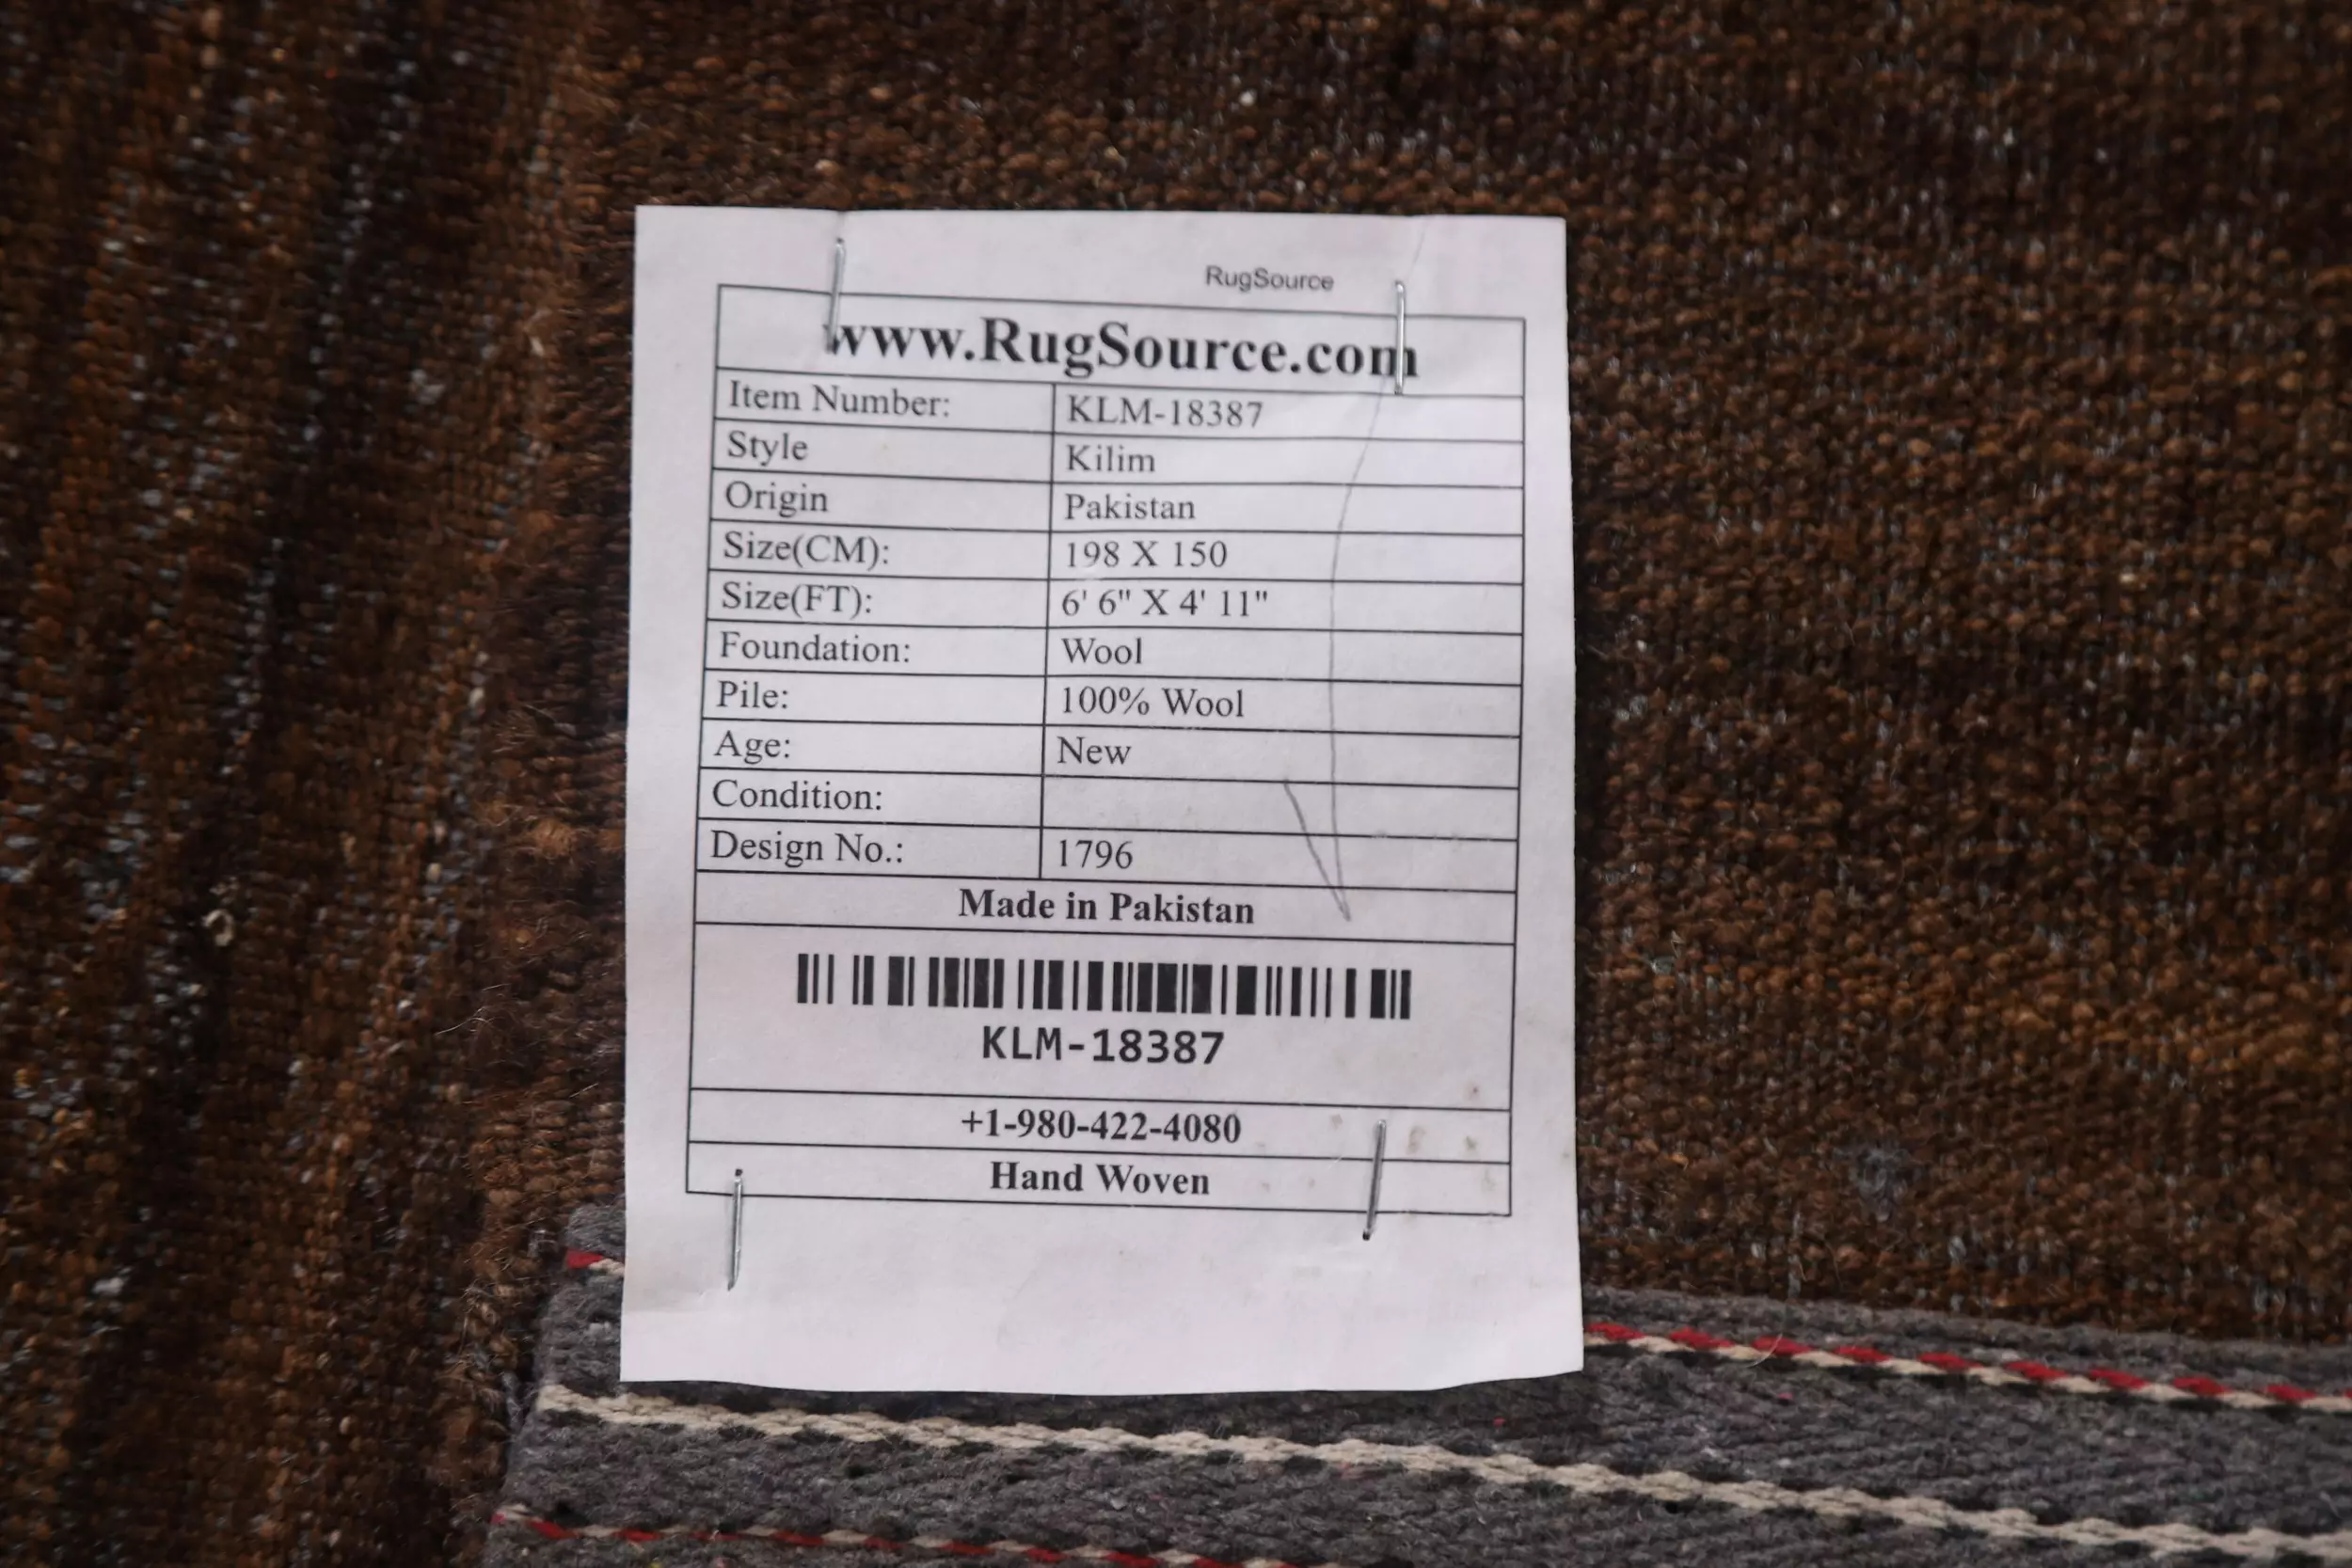 RugSource
www.RugSource.com
Item Number: KLM-18387
Style Kilim
Origin Pakistan
Size(CM): 198 X 150
Size(FT): 6' 6" X 4' 11"
Foundation: Wool
Pile: 100% Wool
Age: New
Condition:
Design No.: 1796
Made in Pakistan
KLM-18387
+1-980-422-4080
Hand Woven